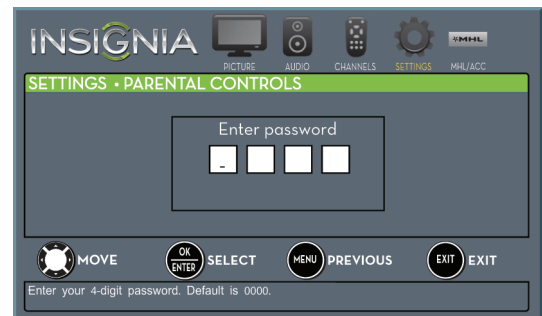 INSIGNIA
MHL
PICTURE AUDIO CHANNELS SETTINGS MHL/ACC
SETTINGS • PARENTAL CONTROLS
Enter password
_
OK
ENTER
MOVE SELECT MENU PREVIOUS EXIT EXIT
Enter your 4-digit password. Default is 0000.